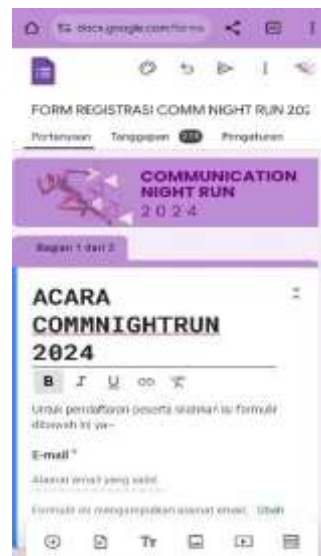 docs.google.com/forms
FORM REGISTRASI COMM NIGHT RUN 202
Pertanyaan Tanggapan Pengaturan
COMMUNICATION
NIGHT RUN
2024
Bagian 1 dari 2
ACARA
COMMNIGHTRUN
2024
B I U
Untuk pendaftaran peserta silahkan isi formulir
dibawah ini ya~
E-mail *
Alamat email yang valid
Formulir ini mengumpulkan alamat email. Ubah
Tr